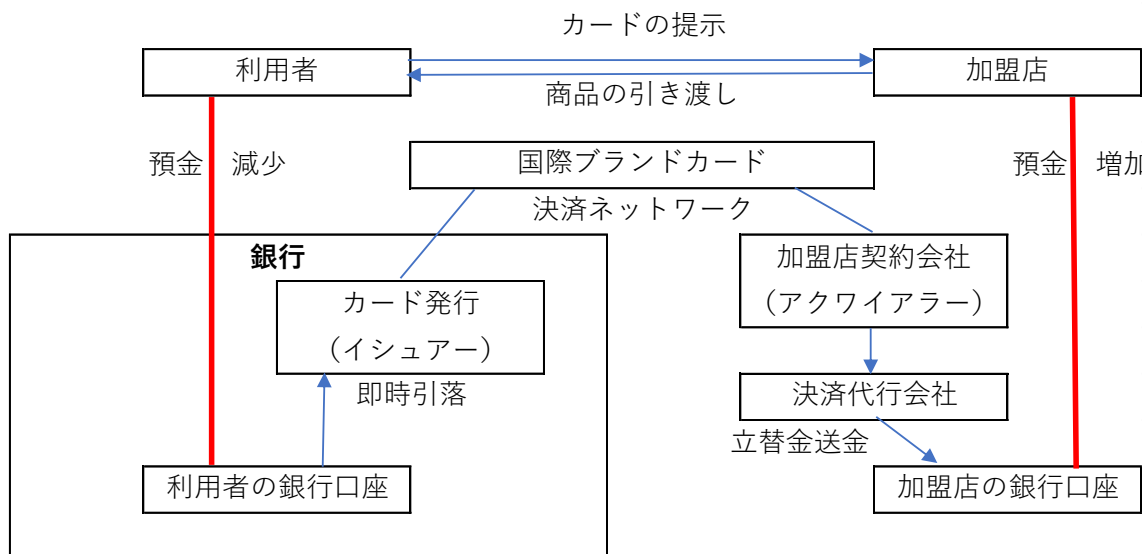 カードの提示
利用者
加盟店
商品の引き渡し
預金 減少
国際ブランドカード
預金 増加
決済ネットワーク
銀行
加盟店契約会社
（アクワイアラー）
カード発行
（イシュアー）
即時引落
決済代行会社
立替金送金
利用者の銀行口座
加盟店の銀行口座